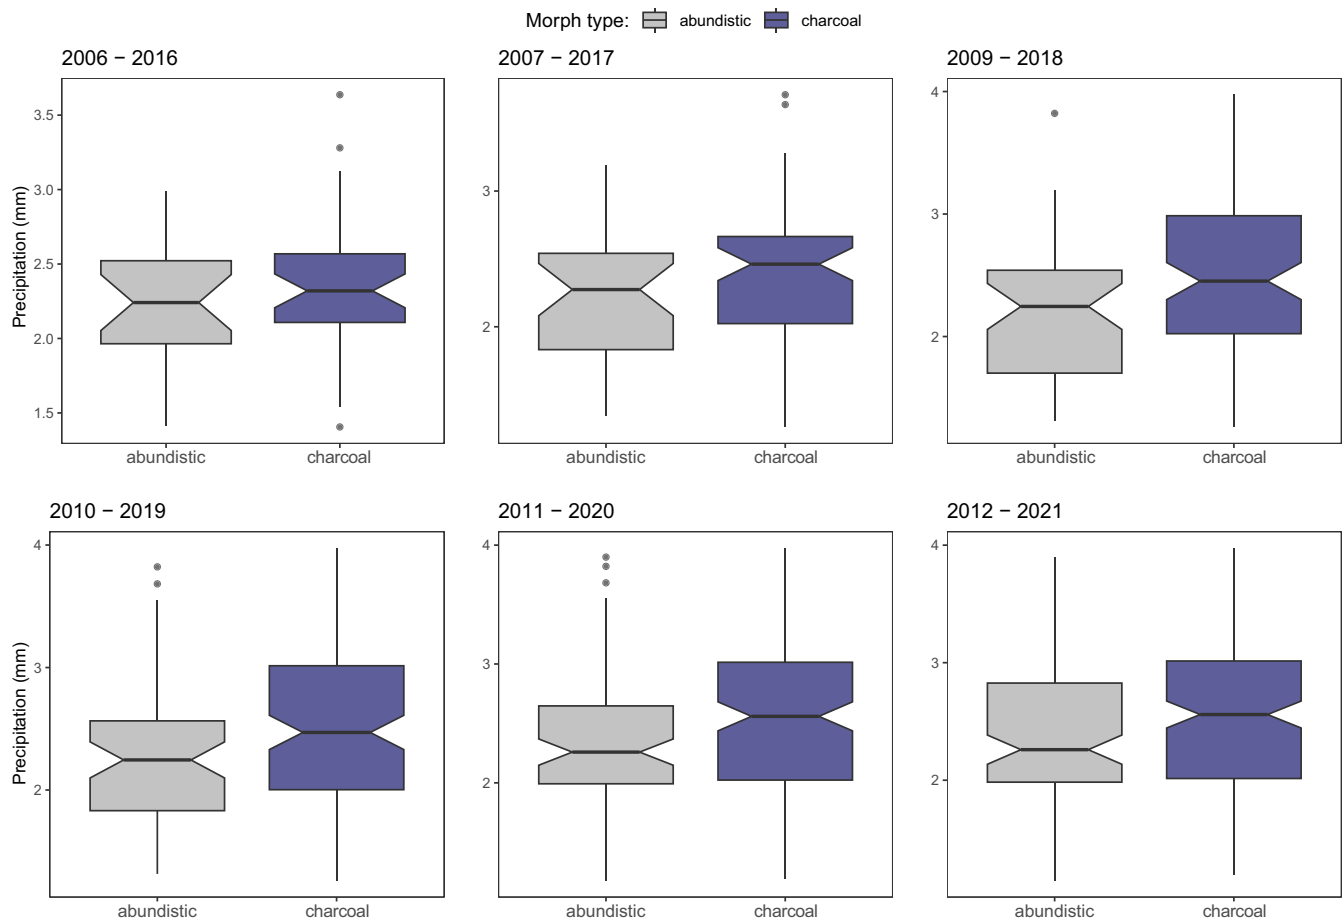 Morph type: abundistic charcoal
2006 − 2016 2007 − 2017 2009 − 2018
Precipitation (mm)
3.5
3.0
2.5
2.0
1.5
abundistic charcoal
3
2
abundistic charcoal
4
3
2
abundistic charcoal
2010 − 2019 2011 − 2020 2012 − 2021
Precipitation (mm)
4
3
2
abundistic charcoal
4
3
2
abundistic charcoal
4
3
2
abundistic charcoal